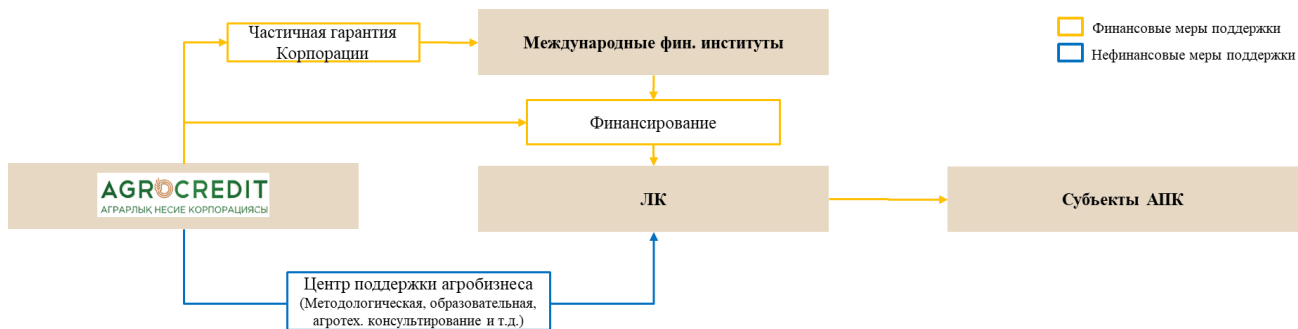 Частичная гарантия
Корпорации
Международные фин. институты
Финансовые меры поддержки
Нефинансовые меры поддержки
Финансирование
AGROCREDIT
АГРАРЛЫҚ НЕСИЕ КОРПОРАЦИЯСЫ
ЛК
Субъекты АПК
Центр поддержки агробизнеса
(Методологическая, образовательная,
агротех. консультирование и т.д.)